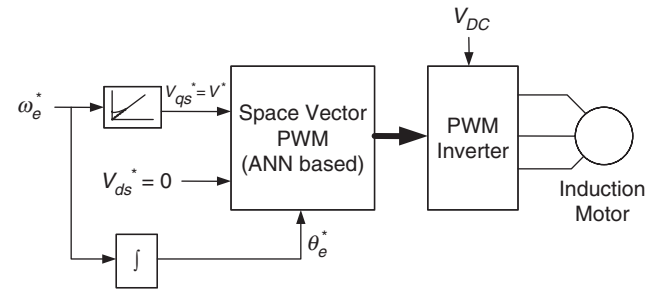 V_DC
ω_e^*
V_qs^* = V^*
Space Vector
PWM
(ANN based)
PWM
Inverter
V_ds^* = 0
Induction
Motor
∫
θ_e^*